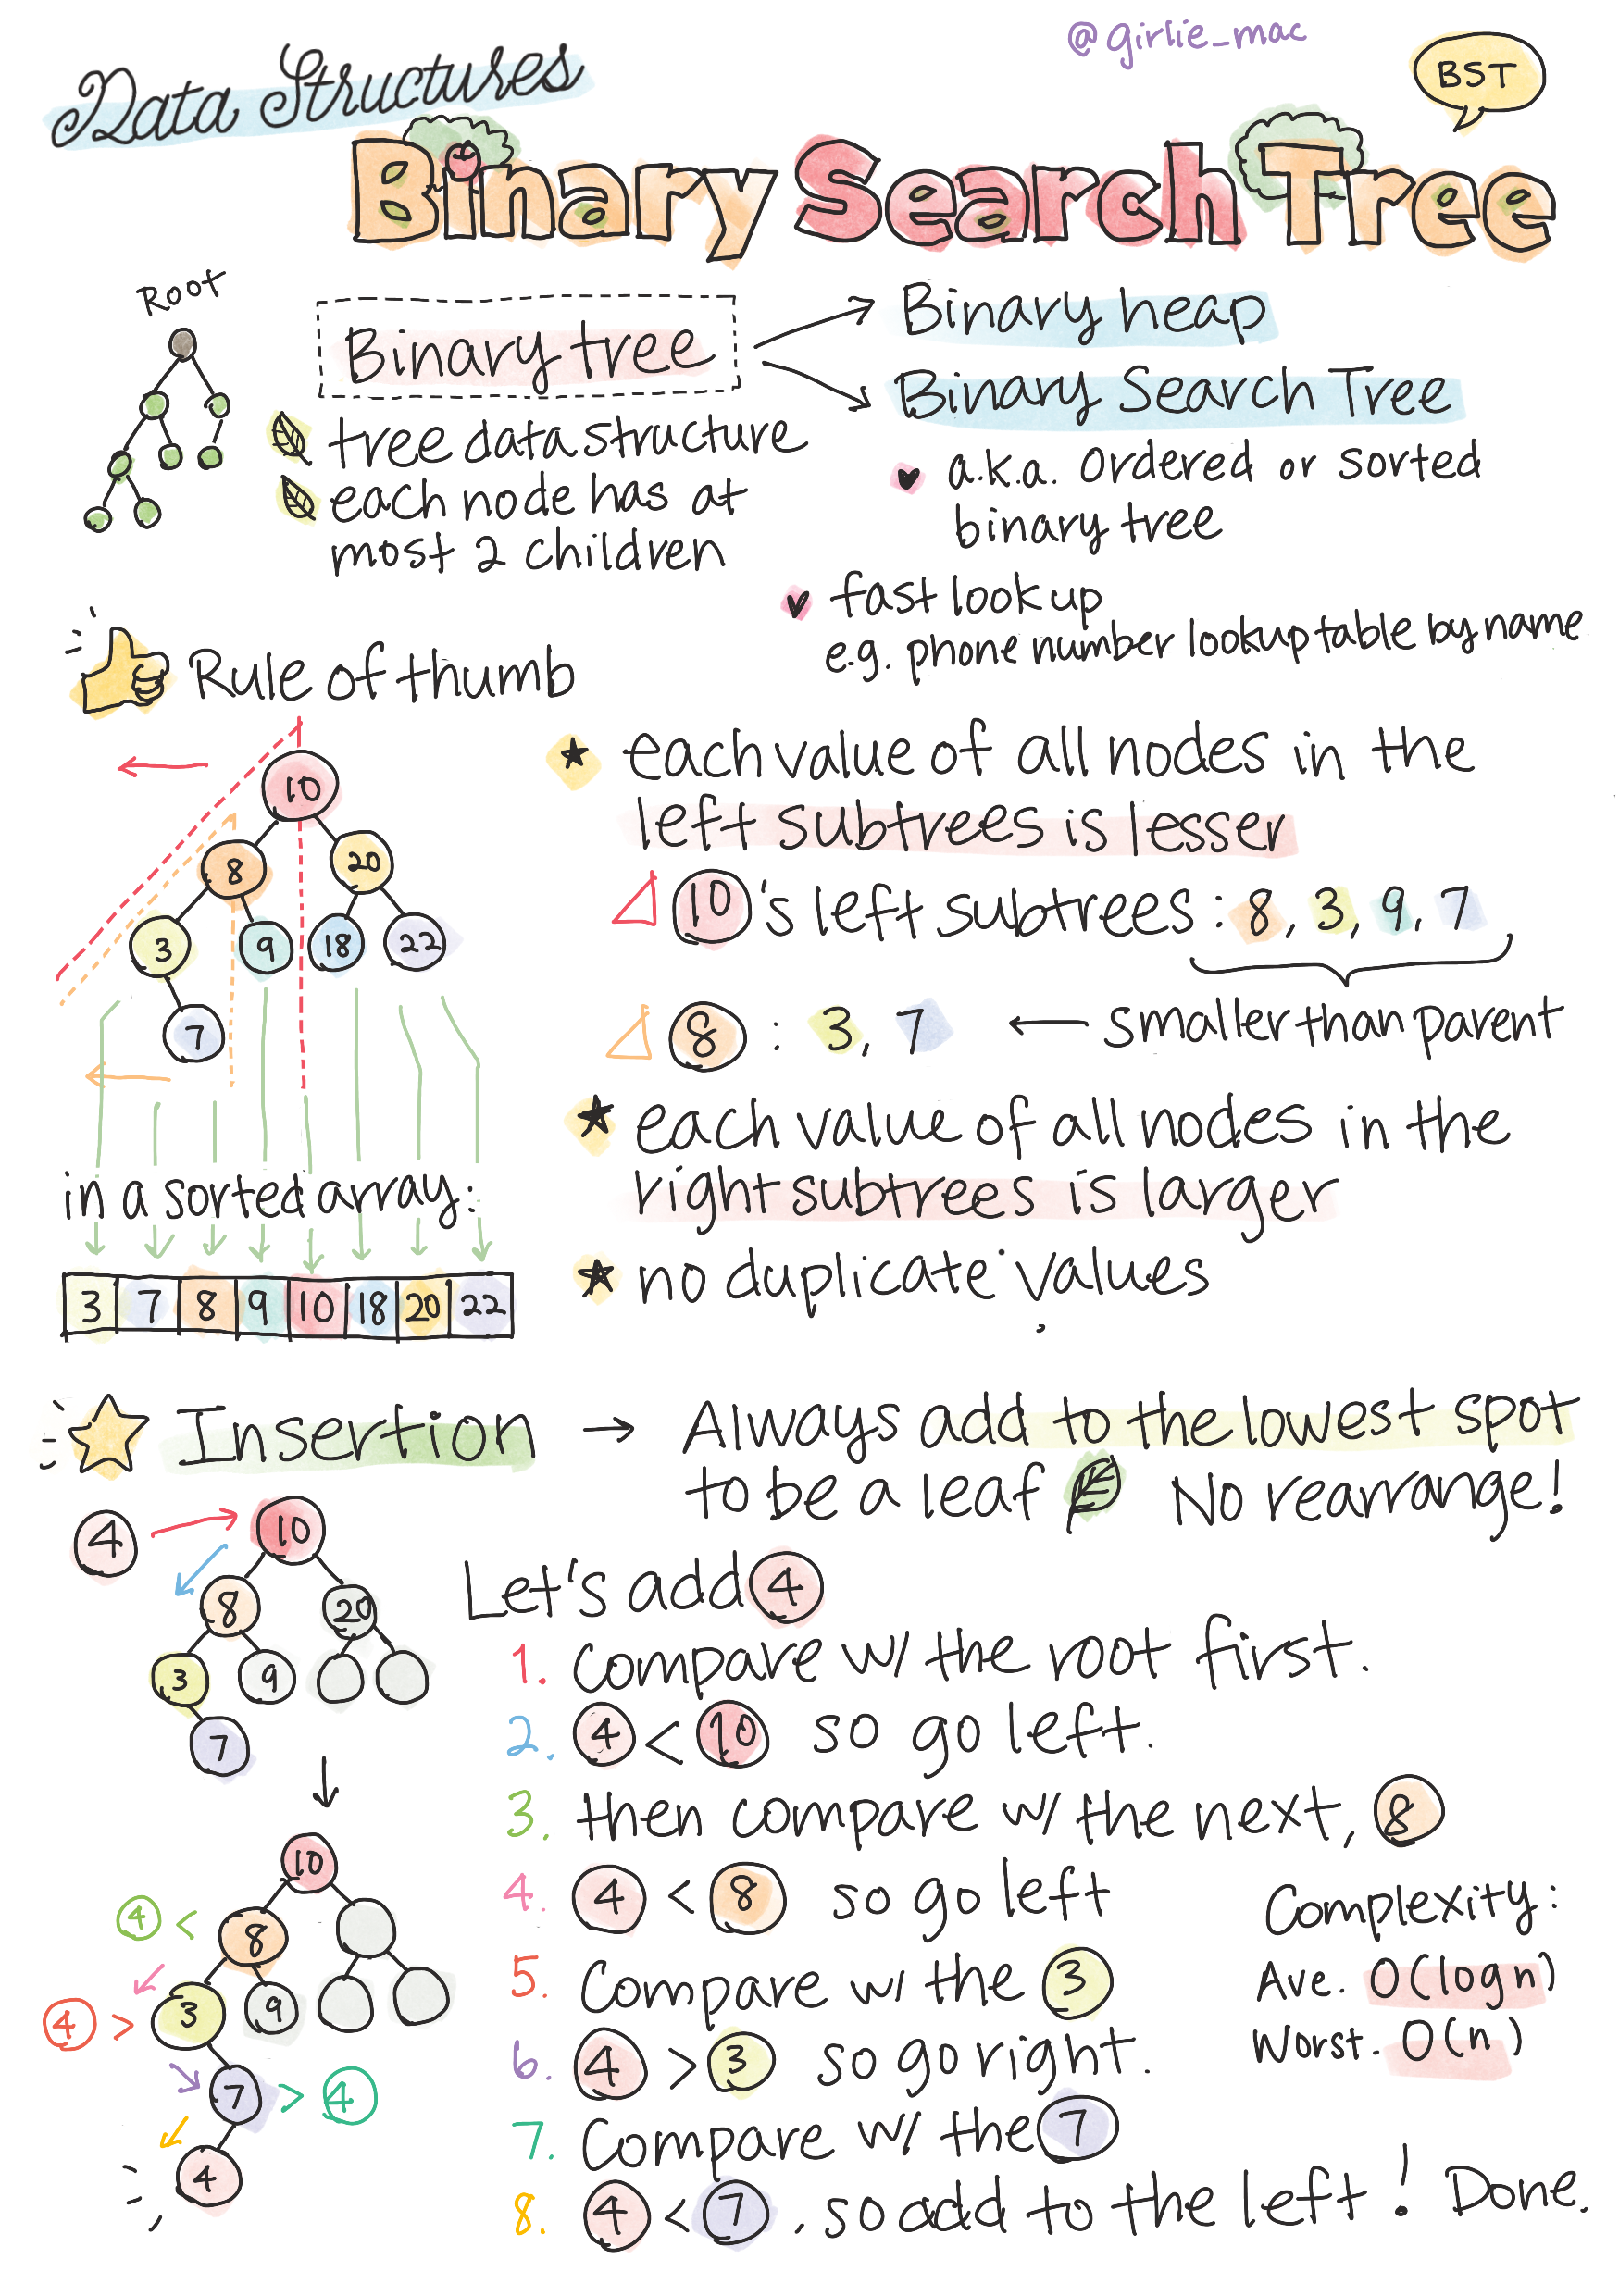 @girlie_mac
Data Structures
BST
Binary Search Tree
Root
Binary tree
tree data structure
each node has at
most 2 children
Binary heap
Binary Search Tree
a.k.a. Ordered or sorted
binary tree
fast look up
e.g. phone number lookup table by name
Rule of thumb
10
8 20
3 9 18 22
7
in a sorted array:
3 7 8 9 10 18 20 22
★ each value of all nodes in the
left subtrees is lesser
10's left subtrees: 8, 3, 9, 7
8 : 3, 7 ← smaller than parent
★ each value of all nodes in the
right subtrees is larger
★ no duplicate values
Insertion → Always add to the lowest spot
to be a leaf No rearrange!
4 10
8 20
3 9
7
10
4 < 8
4 > 3 9
7 > 4
4
Let's add 4
1. Compare w/ the root first.
2. 4 < 10 so go left.
3. then compare w/ the next, 8
4. 4 < 8 so go left
5. Compare w/ the 3
6. 4 > 3 so go right.
7. Compare w/ the 7
8. 4 < 7, so add to the left! Done.
Complexity:
Ave. O(log n)
Worst. O(n)